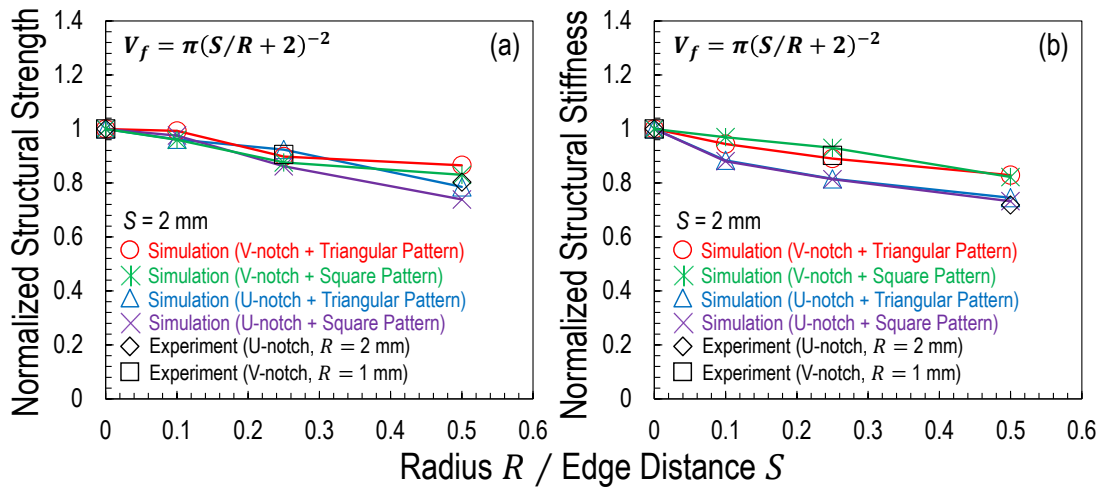 Normalized Structural Strength
1.4
1.2
1
0.8
0.6
0.4
0.2
0
V_f = π(S/R + 2)^−2
(a)
S = 2 mm
Simulation (V-notch + Triangular Pattern)
Simulation (V-notch + Square Pattern)
Simulation (U-notch + Triangular Pattern)
Simulation (U-notch + Square Pattern)
Experiment (U-notch, R = 2 mm)
Experiment (V-notch, R = 1 mm)
0 0.1 0.2 0.3 0.4 0.5 0.6
Normalized Structural Stiffness
1.4
1.2
1
0.8
0.6
0.4
0.2
0
V_f = π(S/R + 2)^−2
(b)
S = 2 mm
Simulation (V-notch + Triangular Pattern)
Simulation (V-notch + Square Pattern)
Simulation (U-notch + Triangular Pattern)
Simulation (U-notch + Square Pattern)
Experiment (U-notch, R = 2 mm)
Experiment (V-notch, R = 1 mm)
0 0.1 0.2 0.3 0.4 0.5 0.6
Radius R / Edge Distance S